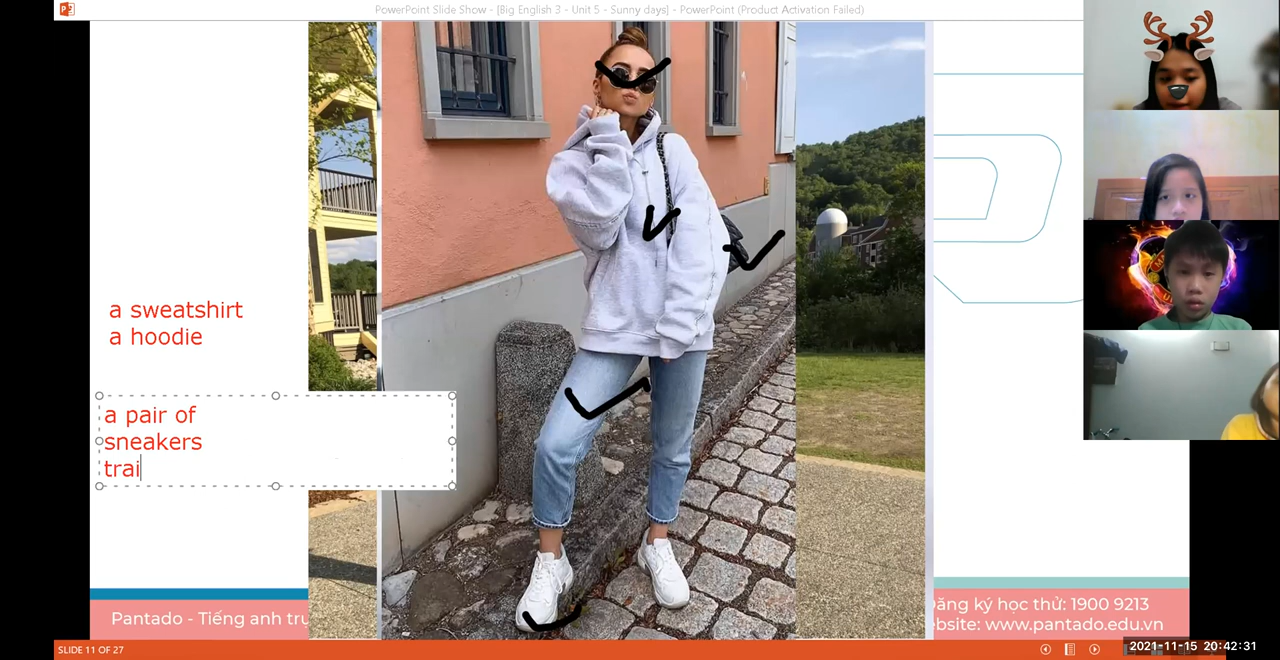 PowerPoint Slide Show - [Big English 3 - Unit 5 - Sunny days] - PowerPoint (Product Activation Failed)
a sweatshirt
a hoodie
a pair of
sneakers
trai
Pantado - Tiếng anh trự
Đăng ký học thử: 1900 9213
ebsite: www.pantado.edu.vn
SLIDE 11 OF 27
2021-11-15 20:42:31